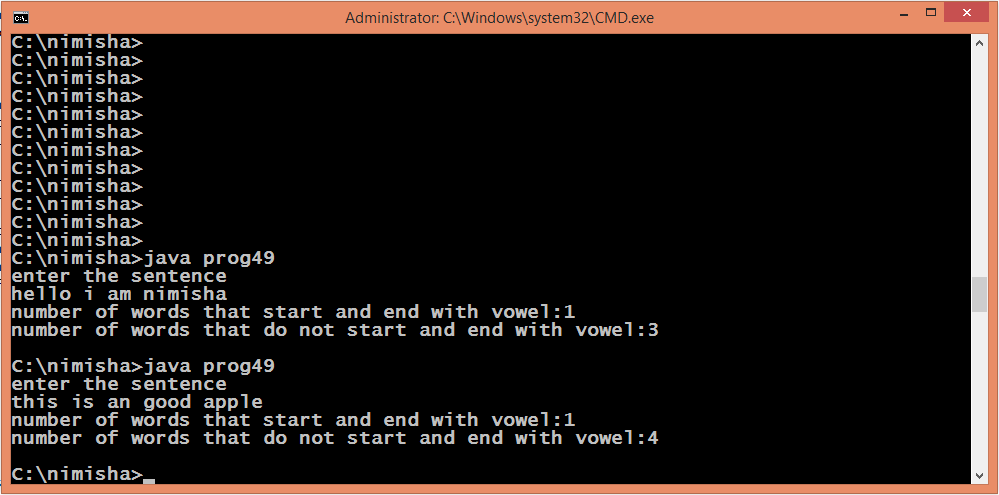 Administrator: C:\Windows\system32\CMD.exe
C:\nimisha>
C:\nimisha>
C:\nimisha>
C:\nimisha>
C:\nimisha>
C:\nimisha>
C:\nimisha>
C:\nimisha>
C:\nimisha>
C:\nimisha>
C:\nimisha>
C:\nimisha>
C:\nimisha>java prog49
enter the sentence
hello i am nimisha
number of words that start and end with vowel:1
number of words that do not start and end with vowel:3
C:\nimisha>java prog49
enter the sentence
this is an good apple
number of words that start and end with vowel:1
number of words that do not start and end with vowel:4
C:\nimisha>